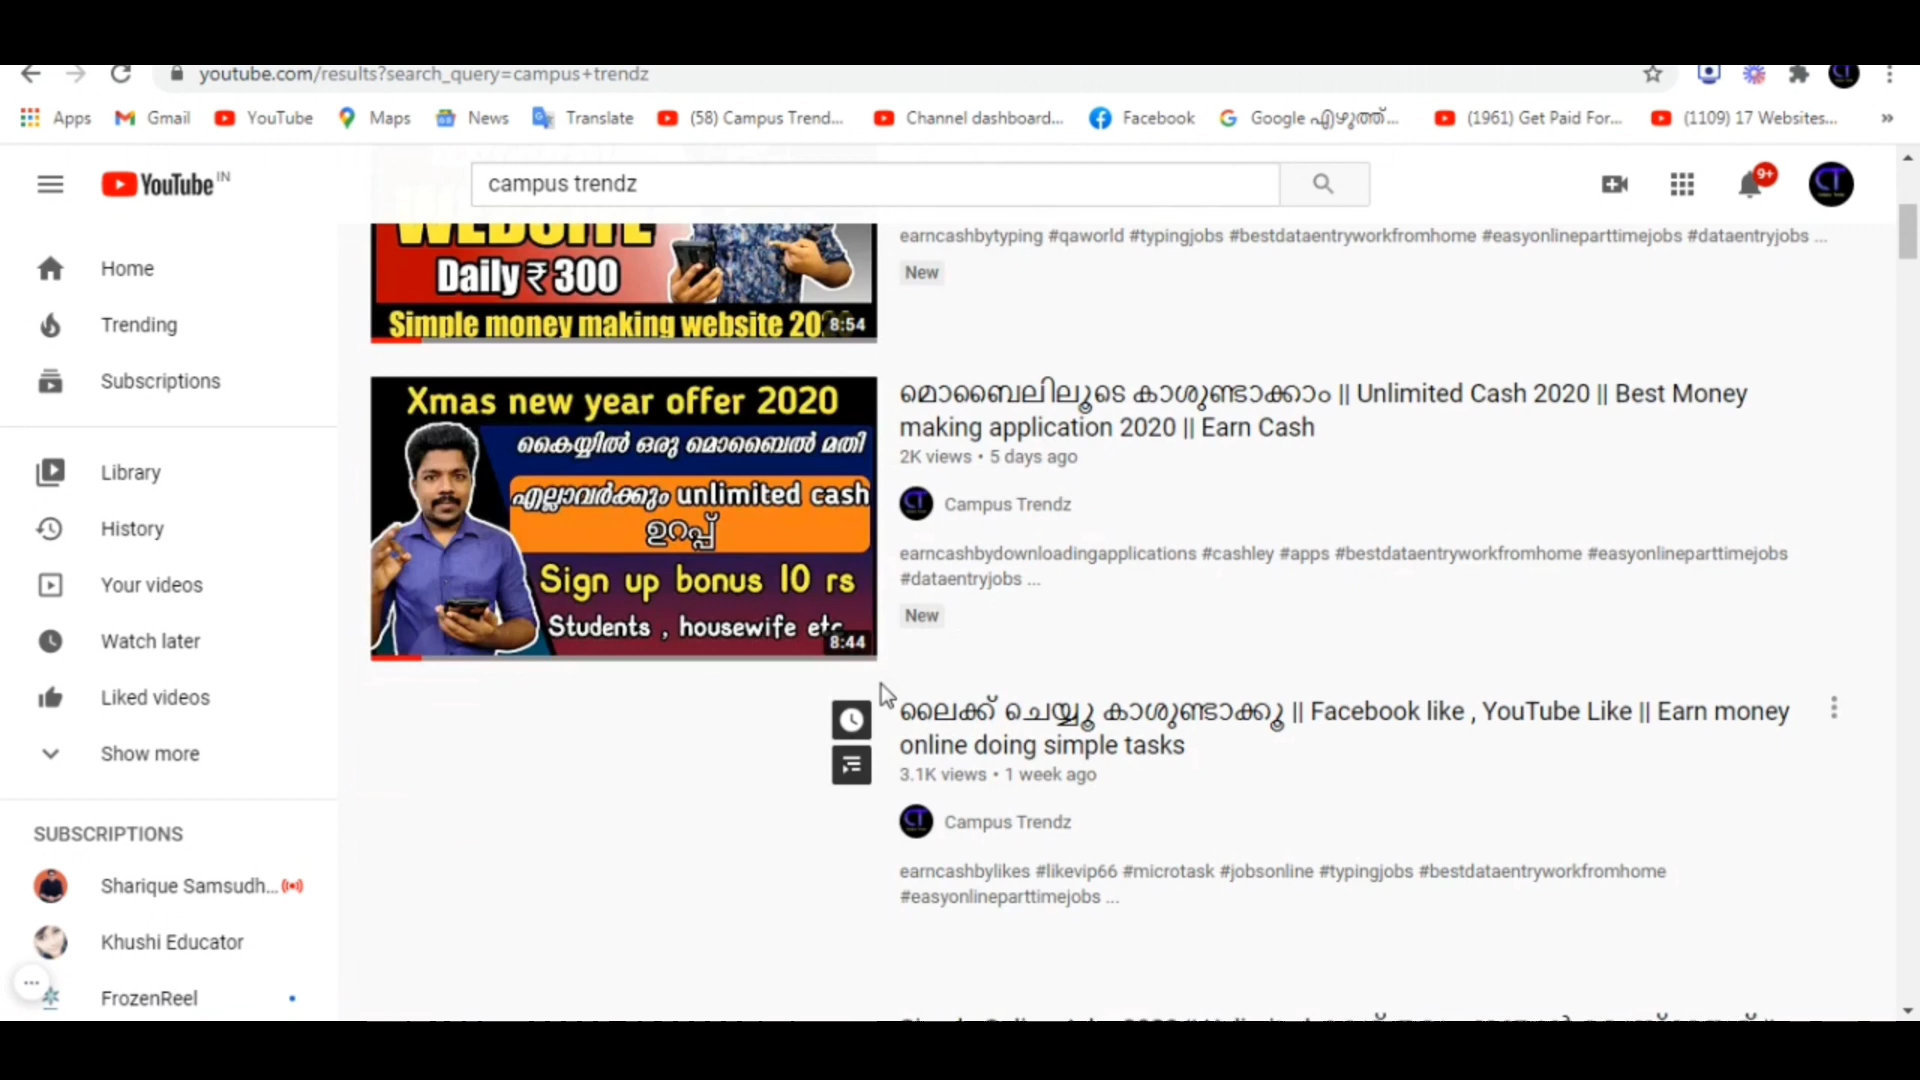 youtube.com/results?search_query=campus+trendz
Apps Gmail YouTube Maps News Translate (58) Campus Trend... Channel dashboard... Facebook Google എഴുത്ത്... (1961) Get Paid For... (1109) 17 Websites... »
YouTube IN
campus trendz
9+
WEBSITE
Daily ₹ 300
Simple money making website 20
8:54
earncashbytyping #qaworld #typingjobs #bestdataentryworkfromhome #easyonlineparttimejobs #dataentryjobs ...
New
Home
Trending
Subscriptions
Library
History
Your videos
Watch later
Liked videos
Show more
SUBSCRIPTIONS
Sharique Samsudh...
Khushi Educator
FrozenReel
Xmas new year offer 2020
കൈയ്യിൽ ഒരു മൊബൈൽ മതി
എല്ലാവർക്കും unlimited cash
ഉറപ്പ്
Sign up bonus 10 rs
Students , housewife etc
8:44
മൊബൈലിലൂടെ കാശുണ്ടാക്കാം || Unlimited Cash 2020 || Best Money
making application 2020 || Earn Cash
2K views • 5 days ago
CT Campus Trendz
earncashbydownloadingapplications #cashley #apps #bestdataentryworkfromhome #easyonlineparttimejobs
#dataentryjobs ...
New
ലൈക്ക് ചെയ്യൂ കാശുണ്ടാക്കൂ || Facebook like , YouTube Like || Earn money
online doing simple tasks
3.1K views • 1 week ago
CT Campus Trendz
earncashbylikes #likevip66 #microtask #jobsonline #typingjobs #bestdataentryworkfromhome
#easyonlineparttimejobs ...